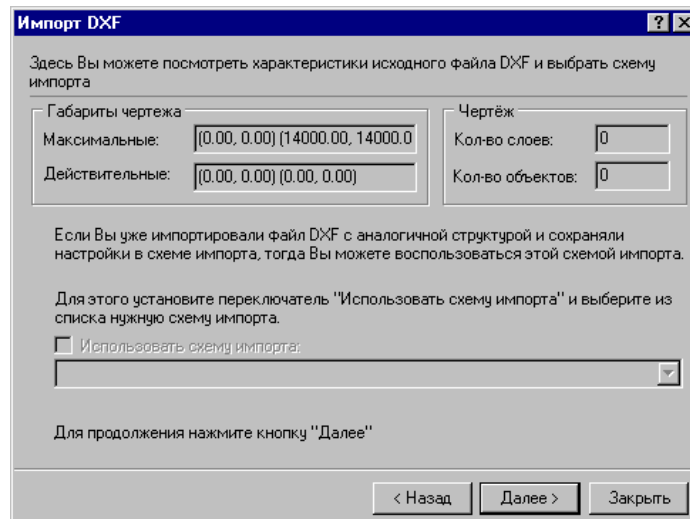 Импорт DXF
Здесь Вы можете посмотреть характеристики исходного файла DXF и выбрать схему
импорта
Габариты чертежа
Чертёж
Максимальные: (0.00, 0.00) (14000.00, 14000.0
Кол-во слоев: 0
Действительные: (0.00, 0.00) (0.00, 0.00)
Кол-во объектов: 0
Если Вы уже импортировали файл DXF с аналогичной структурой и сохраняли
настройки в схеме импорта, тогда Вы можете воспользоваться этой схемой импорта.
Для этого установите переключатель "Использовать схему импорта" и выберите из
списка нужную схему импорта.
Использовать схему импорта:
Для продолжения нажмите кнопку "Далее"
< Назад
Далее >
Закрыть